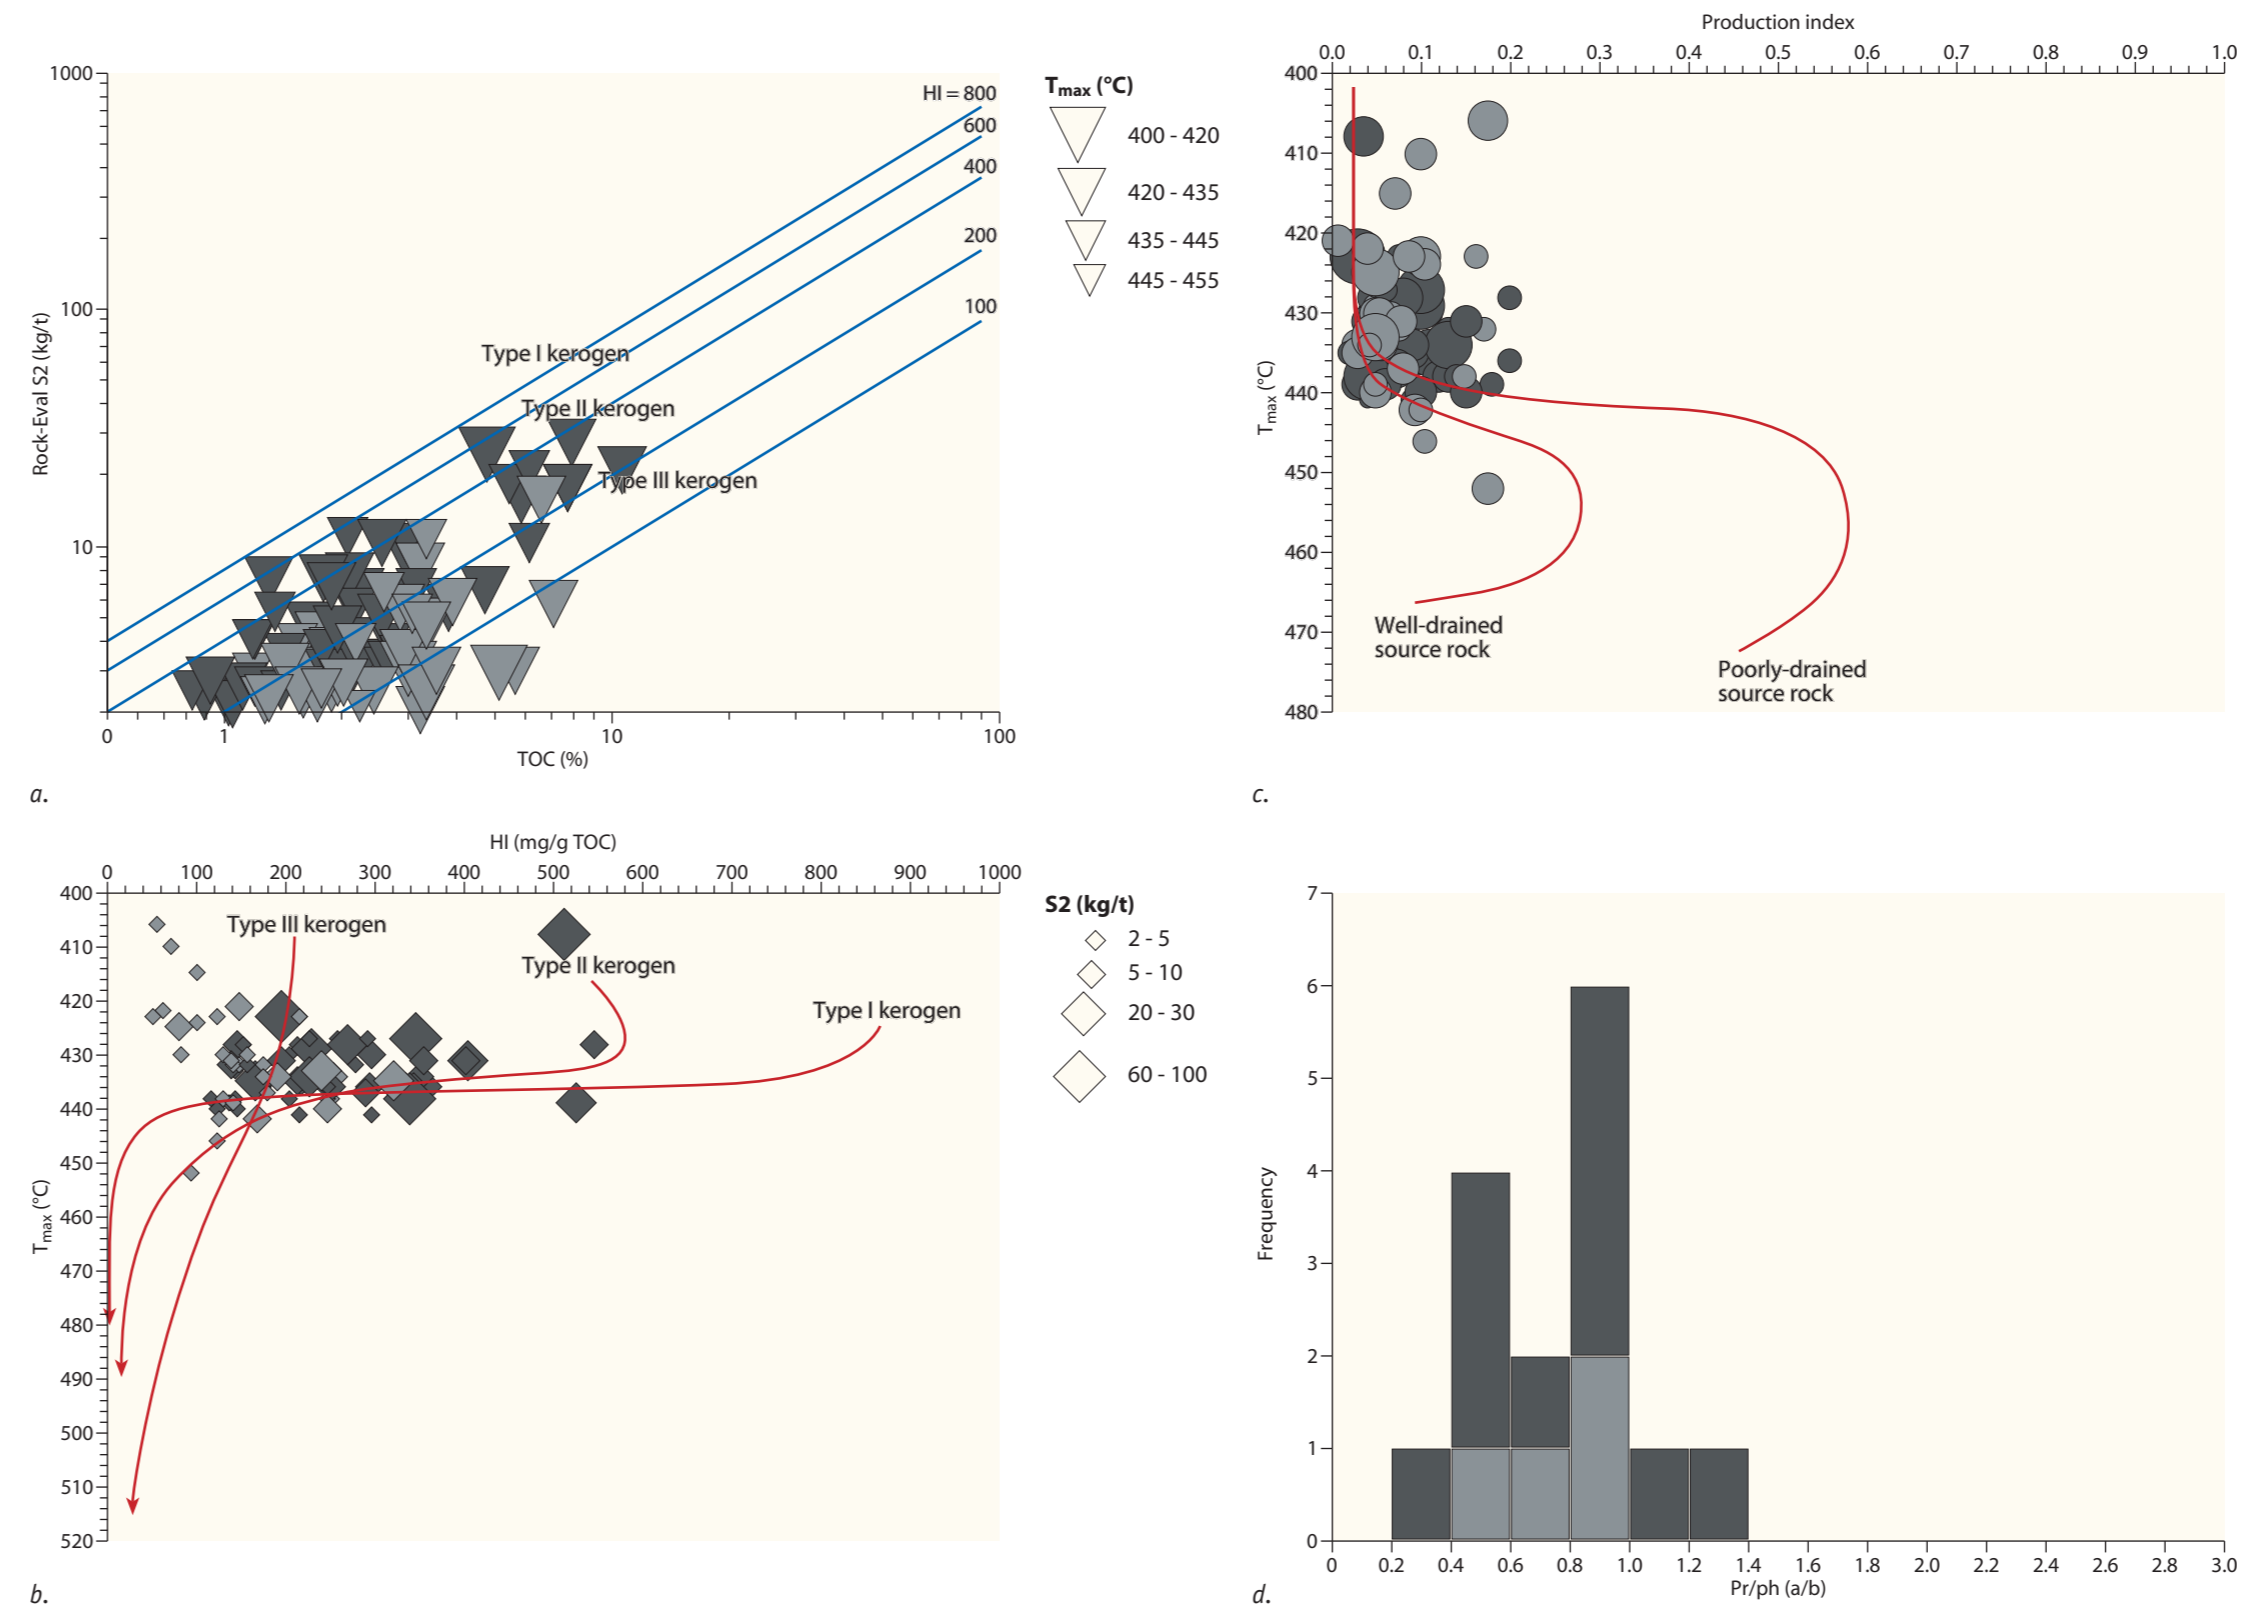 1000
100
10
Rock-Eval S2 (kg/t)
HI = 800
600
400
200
100
Type I kerogen
Type II kerogen
Type III kerogen
0 1 10 100
TOC (%)
Tmax (°C)
400 - 420
420 - 435
435 - 445
445 - 455
a.
Production index
0.0 0.1 0.2 0.3 0.4 0.5 0.6 0.7 0.8 0.9 1.0
400
410
420
430
440
450
460
470
480
Tmax (°C)
Well-drained
source rock
Poorly-drained
source rock
c.
HI (mg/g TOC)
0 100 200 300 400 500 600 700 800 900 1000
400
410
420
430
440
450
460
470
480
490
500
510
520
Tmax (°C)
Type III kerogen
Type II kerogen
Type I kerogen
S2 (kg/t)
2 - 5
5 - 10
20 - 30
60 - 100
b.
7
6
5
4
3
2
1
0
Frequency
0 0.2 0.4 0.6 0.8 1.0 1.2 1.4 1.6 1.8 2.0 2.2 2.4 2.6 2.8 3.0
Pr/ph (a/b)
d.